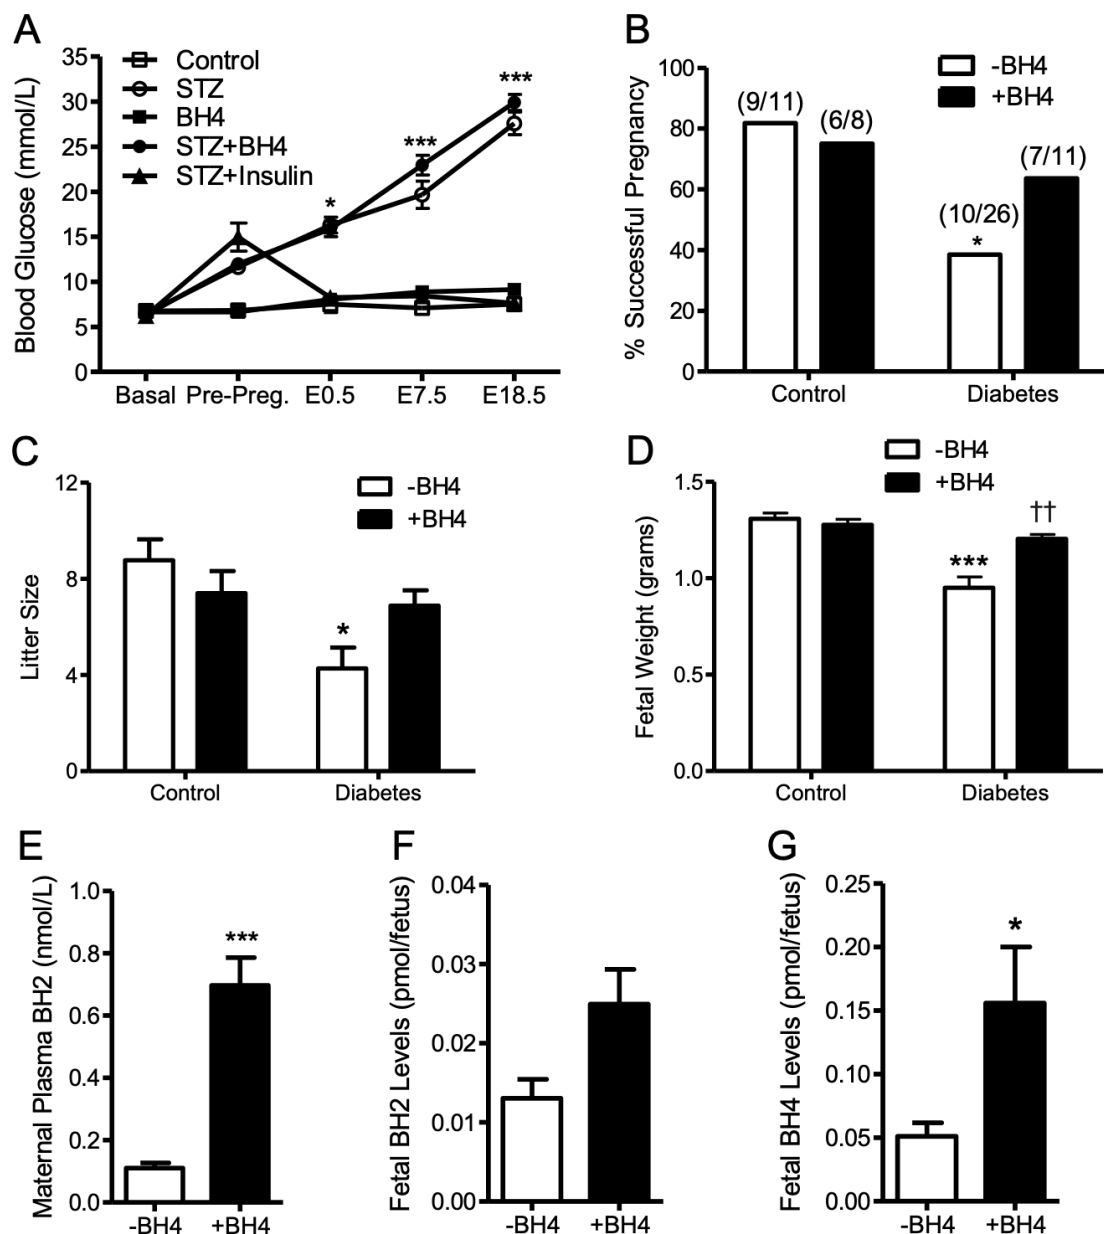 A
Blood Glucose (mmol/L)
35
30
25
20
15
10
5
0
Control
STZ
BH4
STZ+BH4
STZ+Insulin
*
***
***
Basal Pre-Preg. E0.5 E7.5 E18.5
B
% Successful Pregnancy
100
80
60
40
20
0
-BH4
+BH4
(9/11)
(6/8)
(10/26)
*
(7/11)
Control Diabetes
C
Litter Size
12
8
4
0
-BH4
+BH4
*
Control Diabetes
D
Fetal Weight (grams)
1.5
1.0
0.5
0.0
-BH4
+BH4
***
††
Control Diabetes
E
Maternal Plasma BH2 (nmol/L)
1.0
0.8
0.6
0.4
0.2
0.0
***
-BH4 +BH4
F
Fetal BH2 Levels (pmol/fetus)
0.04
0.03
0.02
0.01
0.00
-BH4 +BH4
G
Fetal BH4 Levels (pmol/fetus)
0.25
0.20
0.15
0.10
0.05
0.00
*
-BH4 +BH4